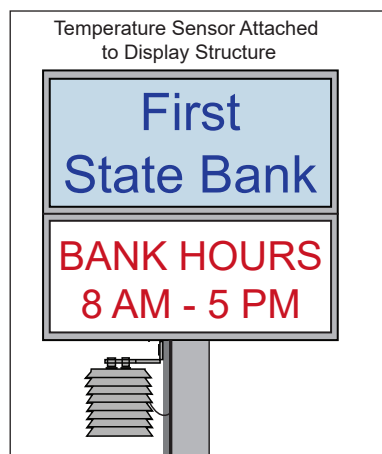 Temperature Sensor Attached
to Display Structure
First
State Bank
BANK HOURS
8 AM - 5 PM